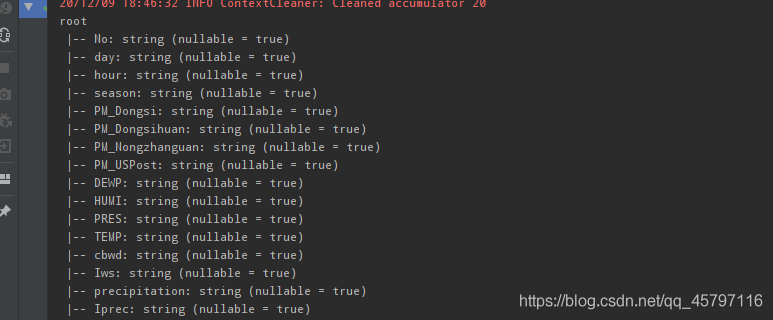 20/12/09 18:46:32 INFO ContextCleaner: Cleaned accumulator 20
root
|-- No: string (nullable = true)
|-- day: string (nullable = true)
|-- hour: string (nullable = true)
|-- season: string (nullable = true)
|-- PM_Dongsi: string (nullable = true)
|-- PM_Dongsihuan: string (nullable = true)
|-- PM_Nongzhanguan: string (nullable = true)
|-- PM_USPost: string (nullable = true)
|-- DEWP: string (nullable = true)
|-- HUMI: string (nullable = true)
|-- PRES: string (nullable = true)
|-- TEMP: string (nullable = true)
|-- cbwd: string (nullable = true)
|-- Iws: string (nullable = true)
|-- precipitation: string (nullable = true)
|-- Iprec: string (nullable = true)
https://blog.csdn.net/qq_45797116